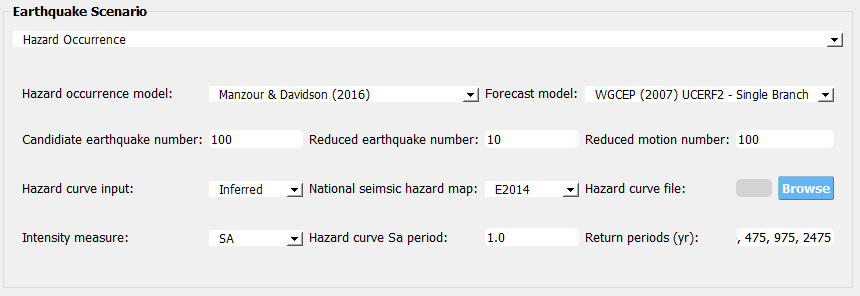 Earthquake Scenario
Hazard Occurrence
Hazard occurrence model: Manzour & Davidson (2016) Forecast model: WGCEP (2007) UCERF2 - Single Branch
Candidiate earthquake number: 100 Reduced earthquake number: 10 Reduced motion number: 100
Hazard curve input: Inferred National seimsic hazard map: E2014 Hazard curve file: Browse
Intensity measure: SA Hazard curve Sa period: 1.0 Return periods (yr): , 475, 975, 2475